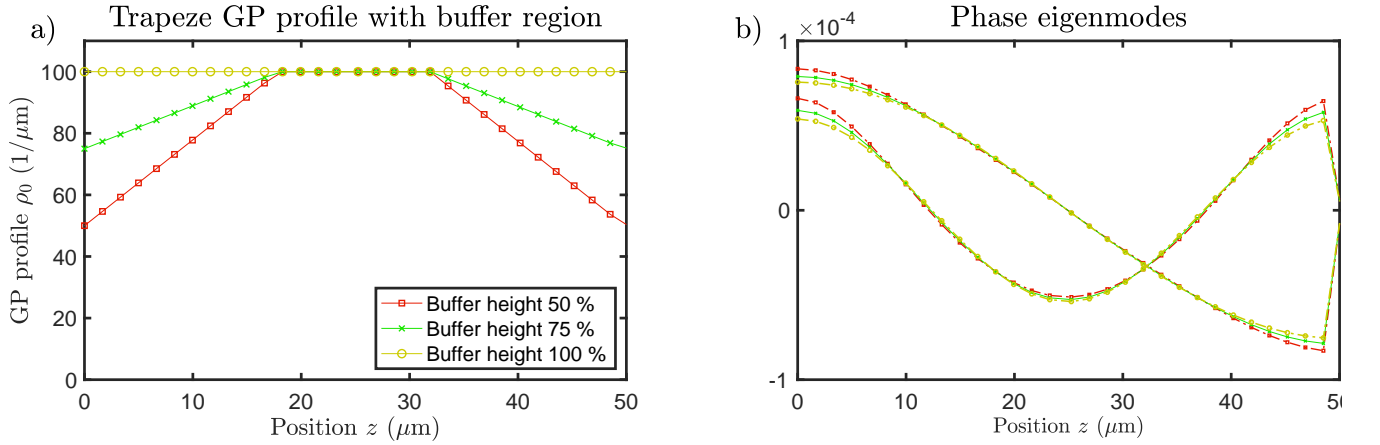 a)
Trapeze GP profile with buffer region
GP profile ρ₀ (1/μm)
100
80
60
40
20
0
Buffer height 50 %
Buffer height 75 %
Buffer height 100 %
0 10 20 30 40 50
Position z (μm)
b)
Phase eigenmodes
×10⁻⁴
1
0
-1
0 10 20 30 40
Position z (μm)